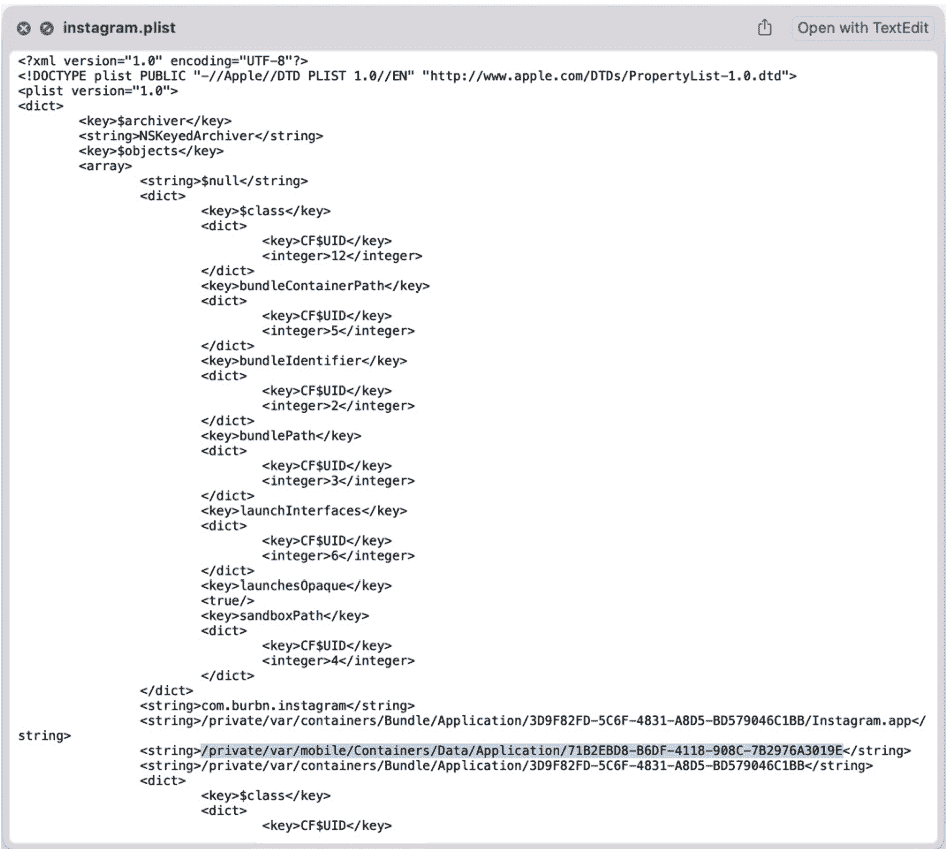 instagram.plist
Open with TextEdit
<?xml version="1.0" encoding="UTF-8"?>
<!DOCTYPE plist PUBLIC "-//Apple//DTD PLIST 1.0//EN" "http://www.apple.com/DTDs/PropertyList-1.0.dtd">
<plist version="1.0">
<dict>
<key>$archiver</key>
<string>NSKeyedArchiver</string>
<key>$objects</key>
<array>
<string>$null</string>
<dict>
<key>$class</key>
<dict>
<key>CF$UID</key>
<integer>12</integer>
</dict>
<key>bundleContainerPath</key>
<dict>
<key>CF$UID</key>
<integer>5</integer>
</dict>
<key>bundleIdentifier</key>
<dict>
<key>CF$UID</key>
<integer>2</integer>
</dict>
<key>bundlePath</key>
<dict>
<key>CF$UID</key>
<integer>3</integer>
</dict>
<key>launchInterfaces</key>
<dict>
<key>CF$UID</key>
<integer>6</integer>
</dict>
<key>launchesOpaque</key>
<true/>
<key>sandboxPath</key>
<dict>
<key>CF$UID</key>
<integer>4</integer>
</dict>
</dict>
<string>com.burbn.instagram</string>
<string>/private/var/containers/Bundle/Application/3D9F82FD-5C6F-4831-A8D5-BD579046C1BB/Instagram.app</
string>
<string>/private/var/mobile/Containers/Data/Application/71B2EBD8-B6DF-4118-908C-7B2976A3019E</string>
<string>/private/var/containers/Bundle/Application/3D9F82FD-5C6F-4831-A8D5-BD579046C1BB</string>
<dict>
<key>$class</key>
<dict>
<key>CF$UID</key>